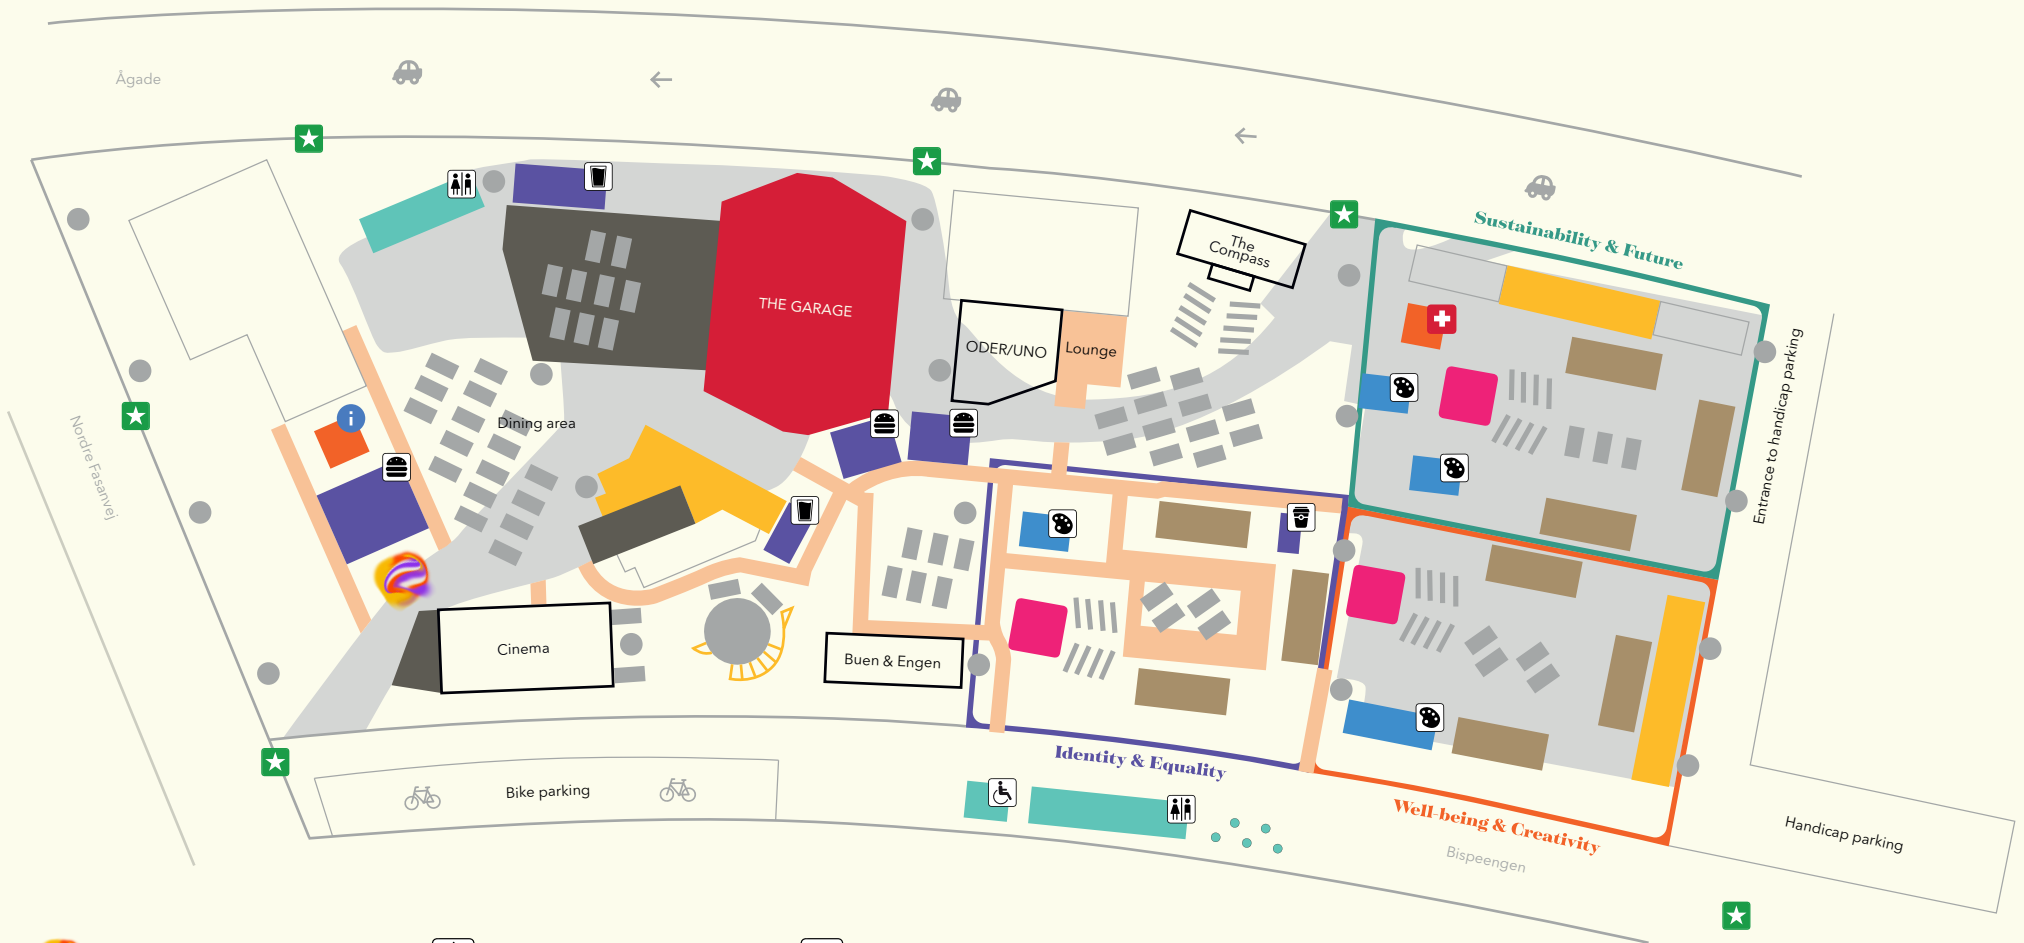 Ågade
Nordre Fasanvej
Sustainability & Future
The
Compass
THE GARAGE
ODER/UNO
Lounge
Dining area
i
Entrance to handicap parking
Cinema
Buen & Engen
Identity & Equality
Bike parking
Well-being & Creativity
Handicap parking
Bispeengen